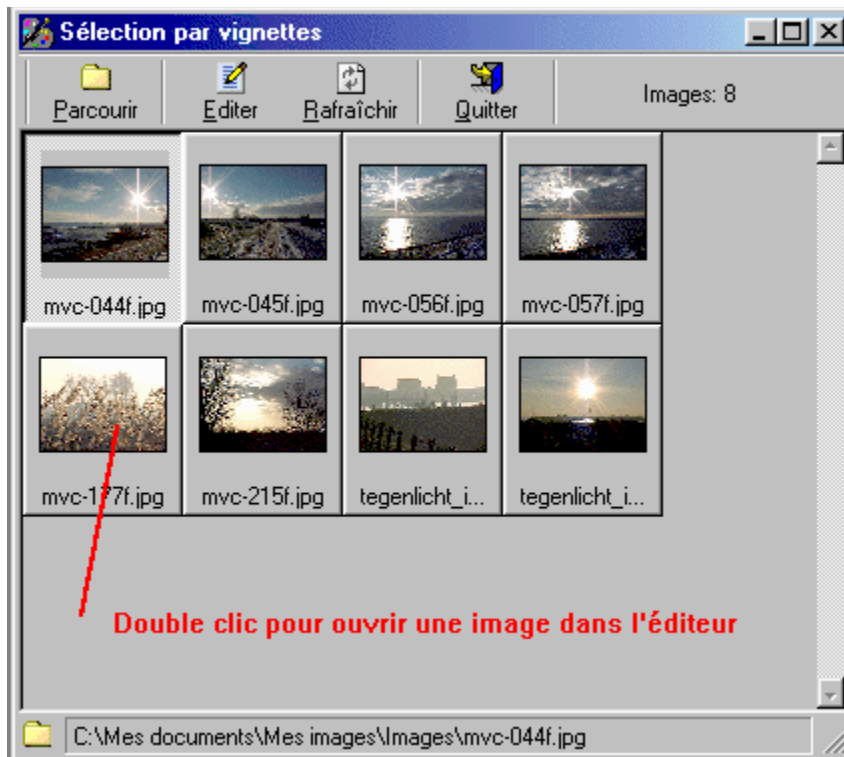 Sélection par vignettes
Parcourir Editer Rafraîchir Quitter Images: 8
mvc-044f.jpg mvc-045f.jpg mvc-056f.jpg mvc-057f.jpg
mvc-177f.jpg mvc-215f.jpg tegenlicht_i... tegenlicht_i...
Double clic pour ouvrir une image dans l'éditeur
C:\Mes documents\Mes images\Images\mvc-044f.jpg